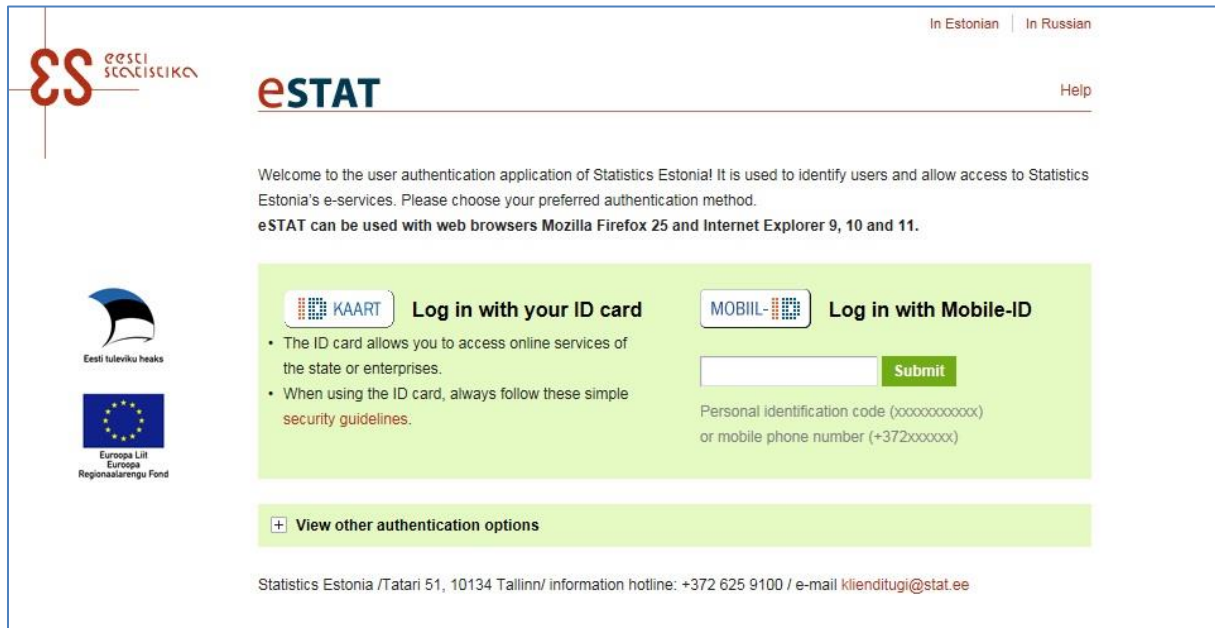 In Estonian | In Russian
eesti
statistika
eSTAT
Help
Welcome to the user authentication application of Statistics Estonia! It is used to identify users and allow access to Statistics
Estonia's e-services. Please choose your preferred authentication method.
eSTAT can be used with web browsers Mozilla Firefox 25 and Internet Explorer 9, 10 and 11.
ID KAART Log in with your ID card
• The ID card allows you to access online services of
the state or enterprises.
• When using the ID card, always follow these simple
security guidelines.
MOBIIL-ID Log in with Mobile-ID
Submit
Personal identification code (xxxxxxxxxxx)
or mobile phone number (+372xxxxxx)
Eesti tuleviku heaks
Euroopa Liit
Euroopa
Regionaalarengu Fond
+ View other authentication options
Statistics Estonia /Tatari 51, 10134 Tallinn/ information hotline: +372 625 9100 / e-mail klienditugi@stat.ee